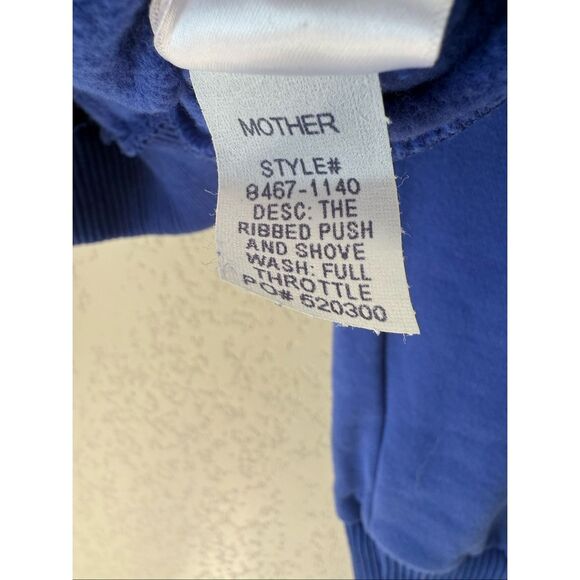 MOTHER
STYLE#
8467-1140
DESC: THE
RIBBED PUSH
AND SHOVE
WASH: FULL
THROTTLE
PO# 620300